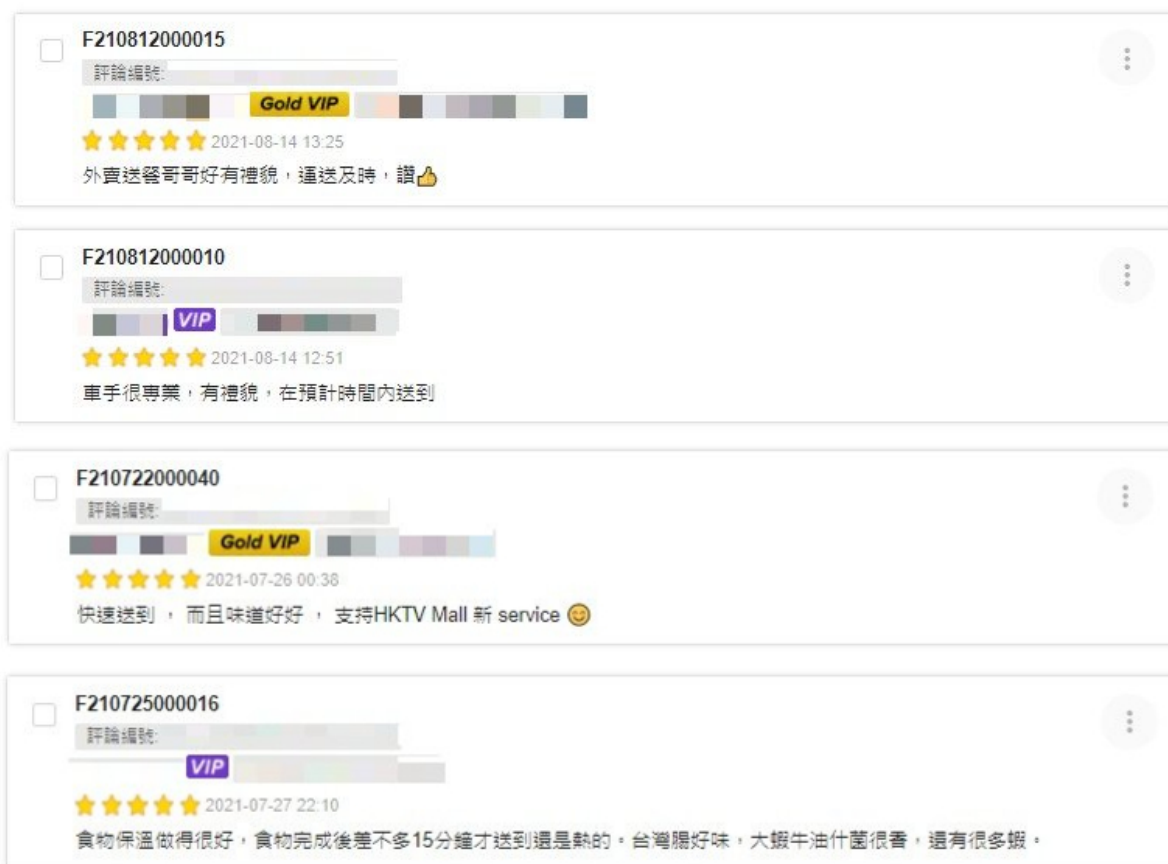 F210812000015
評論編號:
Gold VIP
2021-08-14 13:25
外賣送餐哥哥好有禮貌，運送及時，讚👍
F210812000010
評論編號:
VIP
2021-08-14 12:51
車手很專業，有禮貌，在預計時間內送到
F210722000040
評論編號:
Gold VIP
2021-07-26 00:38
快速送到 ， 而且味道好好 ， 支持HKTV Mall 新 service 😊
F210725000016
評論編號:
VIP
2021-07-27 22:10
食物保溫做得很好，食物完成後差不多15分鐘才送到還是熱的。台灣腸好味，大蝦牛油什菌很香，還有很多蝦。